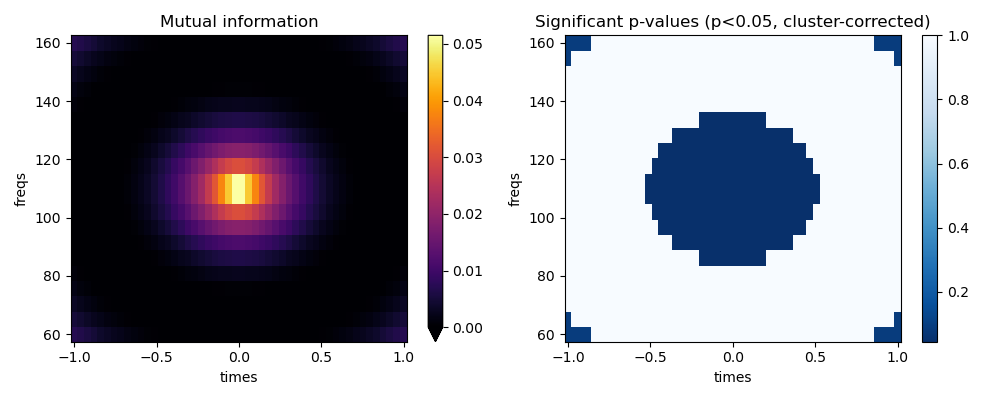 Mutual information
160
140
120
100
80
60
freqs
−1.0 −0.5 0.0 0.5 1.0
times
0.05
0.04
0.03
0.02
0.01
0.00
Significant p-values (p<0.05, cluster-corrected)
160
140
120
100
80
60
freqs
−1.0 −0.5 0.0 0.5 1.0
times
1.0
0.8
0.6
0.4
0.2